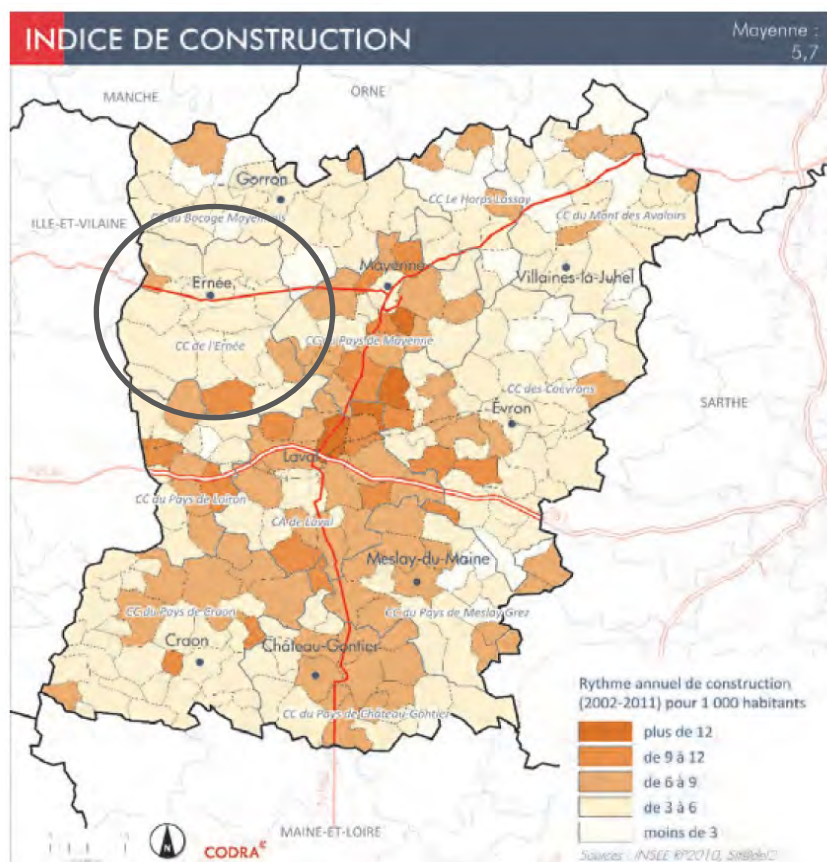 INDICE DE CONSTRUCTION
Mayenne :
5,7
MANCHE
ORNE
Gorron
CC du Bocage Mayennais
CC Le Horps Lassay
CC du Mont des Avaloirs
ILLE-ET-VILAINE
Ernée
Mayenne
Villaines-la-Juhel
CC de l'Ernée
CC du Pays de Mayenne
CC des Coëvrons
SARTHE
Évron
Laval
CC du Pays de Loiron
CA de Laval
Meslay-du-Maine
CC du Pays de Craon
CC du Pays de Meslay Grez
Craon
Château-Gontier
CC du Pays de Château-Gontier
Rythme annuel de construction
(2002-2011) pour 1 000 habitants
plus de 12
de 9 à 12
de 6 à 9
de 3 à 6
moins de 3
MAINE-ET-LOIRE
N
CODRA
Sources : INSEE RP2010, Sitadel2